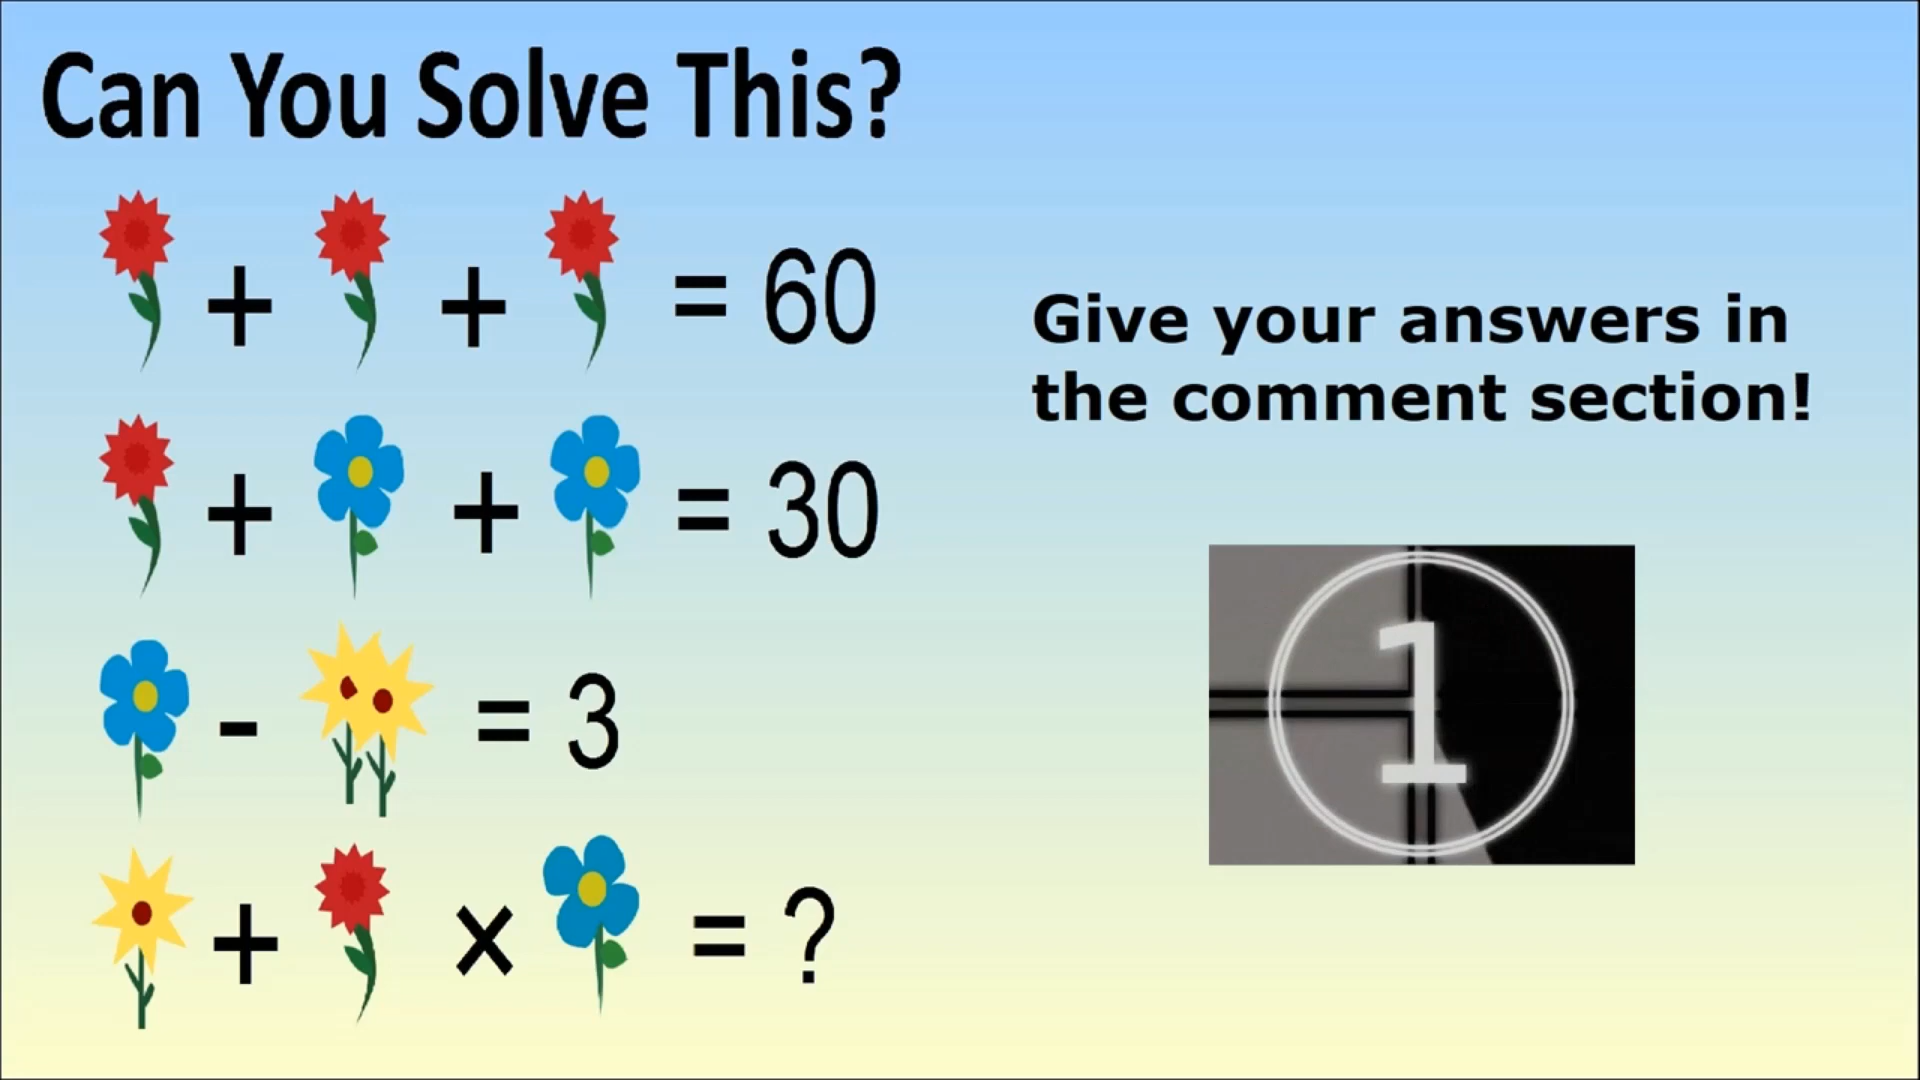 Can You Solve This?
+ + = 60
+ + = 30
- = 3
+ × = ?
Give your answers in
the comment section!
1